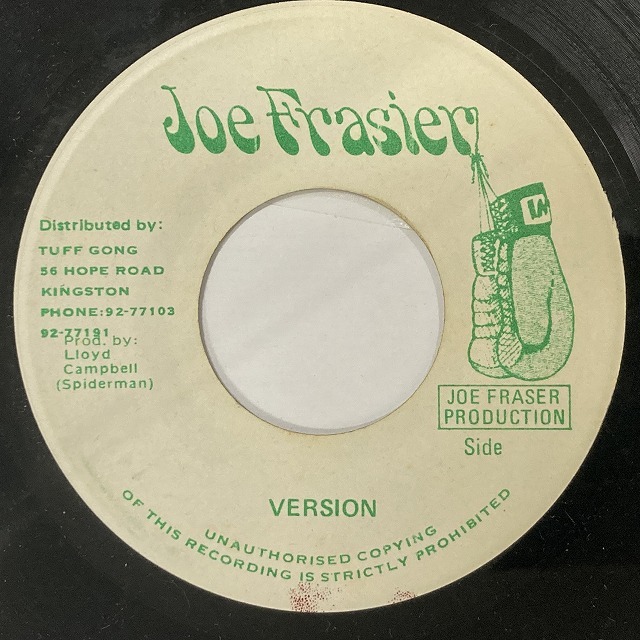 Joe Frasier
Distributed by:
TUFF GONG
56 HOPE ROAD
KINGSTON
PHONE:92-77103
92-77191
Prod. by:
Lloyd
Campbell
(Spiderman)
JOE FRASER
PRODUCTION
Side
VERSION
UNAUTHORISED COPYING
OF THIS RECORDING IS STRICTLY PROHIBITED